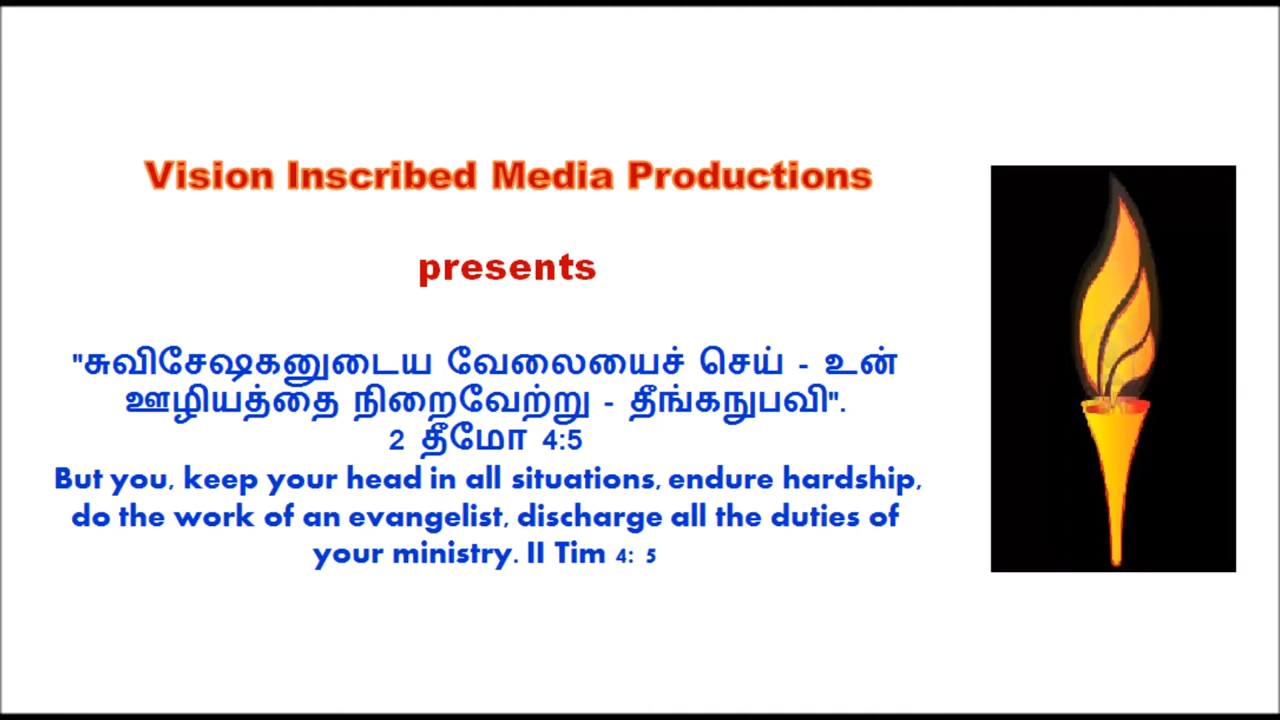 Vision Inscribed Media Productions
presents
"சுவிசேஷகனுடைய வேலையைச் செய் - உன்
ஊழியத்தை நிறைவேற்று - தீங்கநுபவி".
2 தீமோ 4:5
But you, keep your head in all situations, endure hardship,
do the work of an evangelist, discharge all the duties of
your ministry. II Tim 4: 5